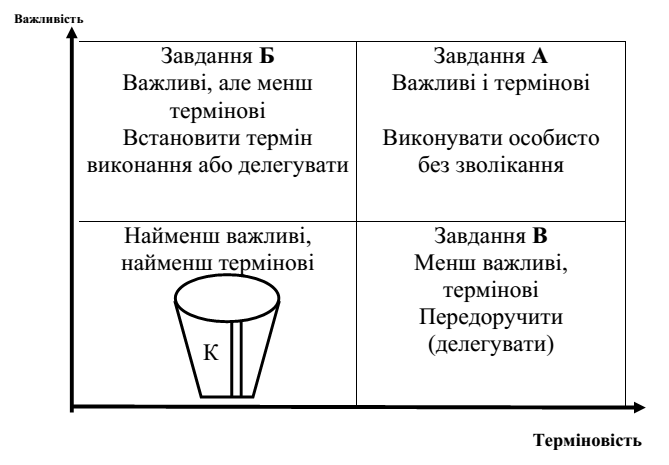 Важливість
Завдання Б
Важливі, але менш
термінові
Встановити термін
виконання або делегувати
Завдання А
Важливі і термінові
Виконувати особисто
без зволікання
Найменш важливі,
найменш термінові
К
Завдання В
Менш важливі,
термінові
Передоручити
(делегувати)
Терміновість